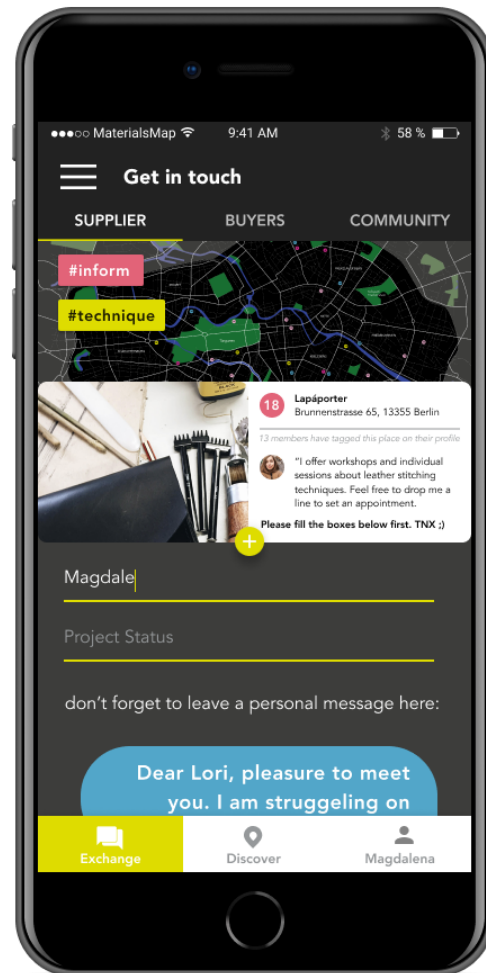 MaterialsMap 9:41 AM 58 %
Get in touch
SUPPLIER BUYERS COMMUNITY
#inform
#technique
Tiergarten
18
Lapáporter
Brunnenstrasse 65, 13355 Berlin
13 members have tagged this place on their profile
"I offer workshops and individual
sessions about leather stitching
techniques. Feel free to drop me a
line to set an appointment.
Please fill the boxes below first. TNX ;)
+
Magdale
Project Status
don't forget to leave a personal message here:
Dear Lori, pleasure to meet
you. I am struggeling on
Exchange Discover Magdalena